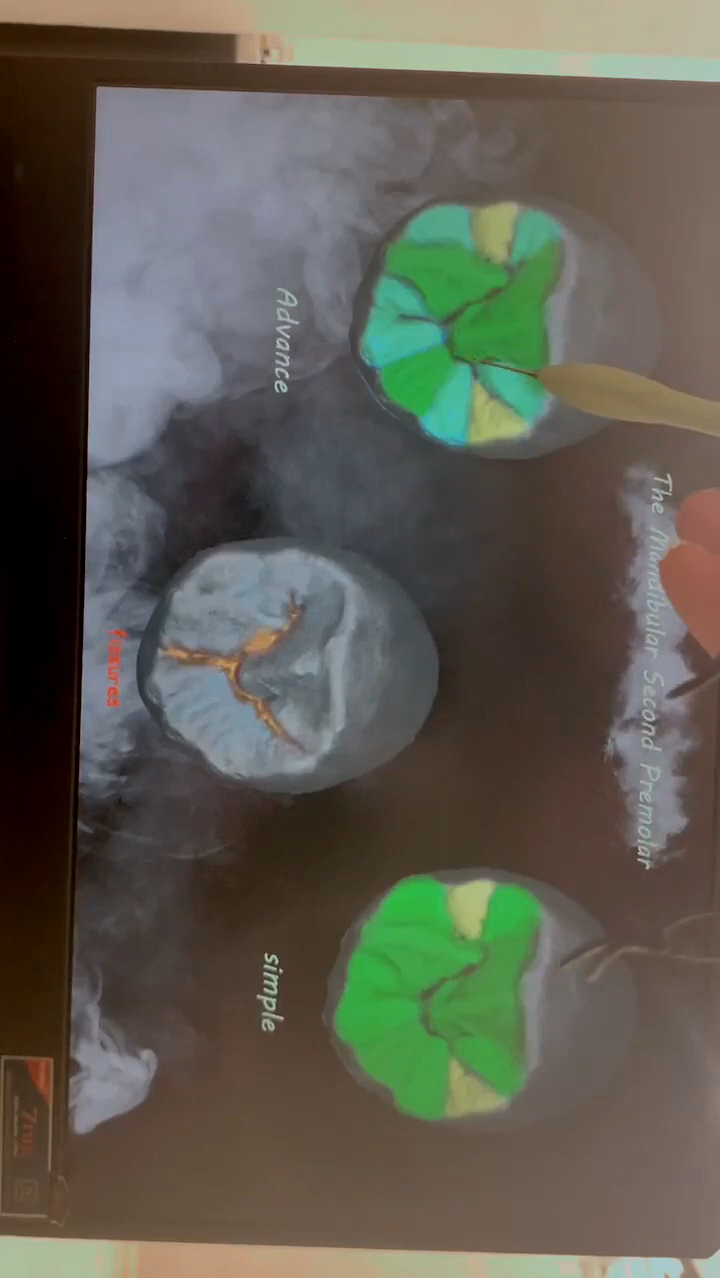 The Mandibular Second Premolar
Advance
fissures
simple